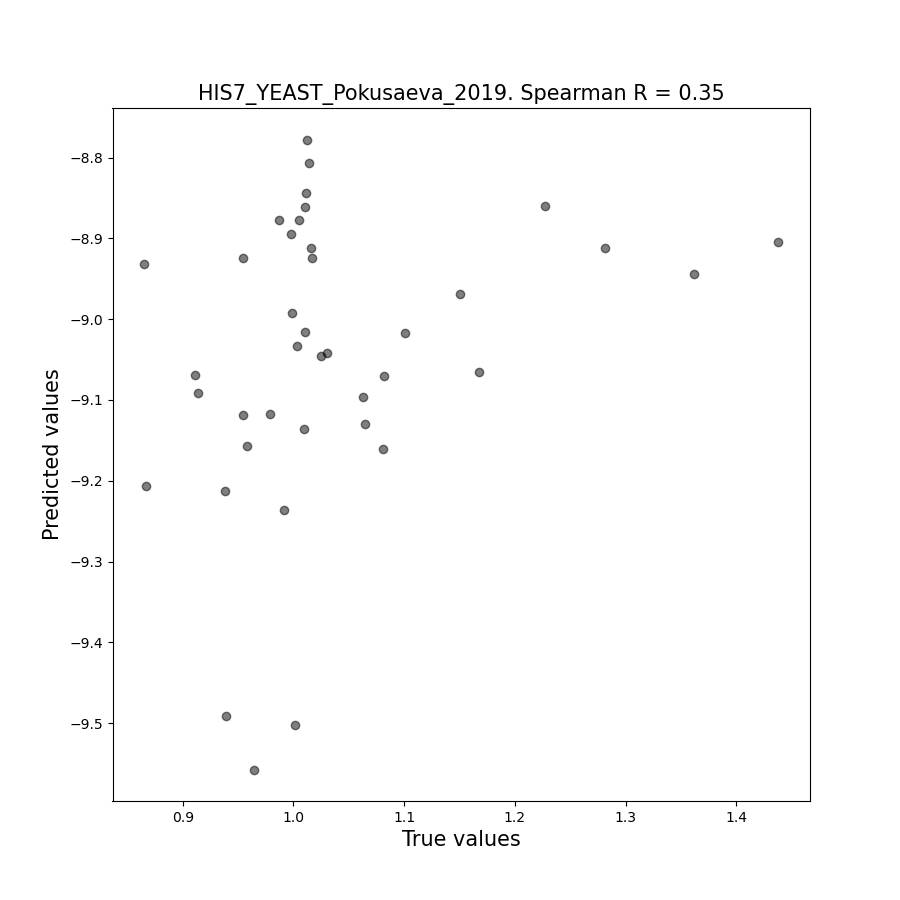 HIS7_YEAST_Pokusaeva_2019. Spearman R = 0.35
−8.8
−8.9
−9.0
−9.1
−9.2
−9.3
−9.4
−9.5
Predicted values
0.9 1.0 1.1 1.2 1.3 1.4
True values